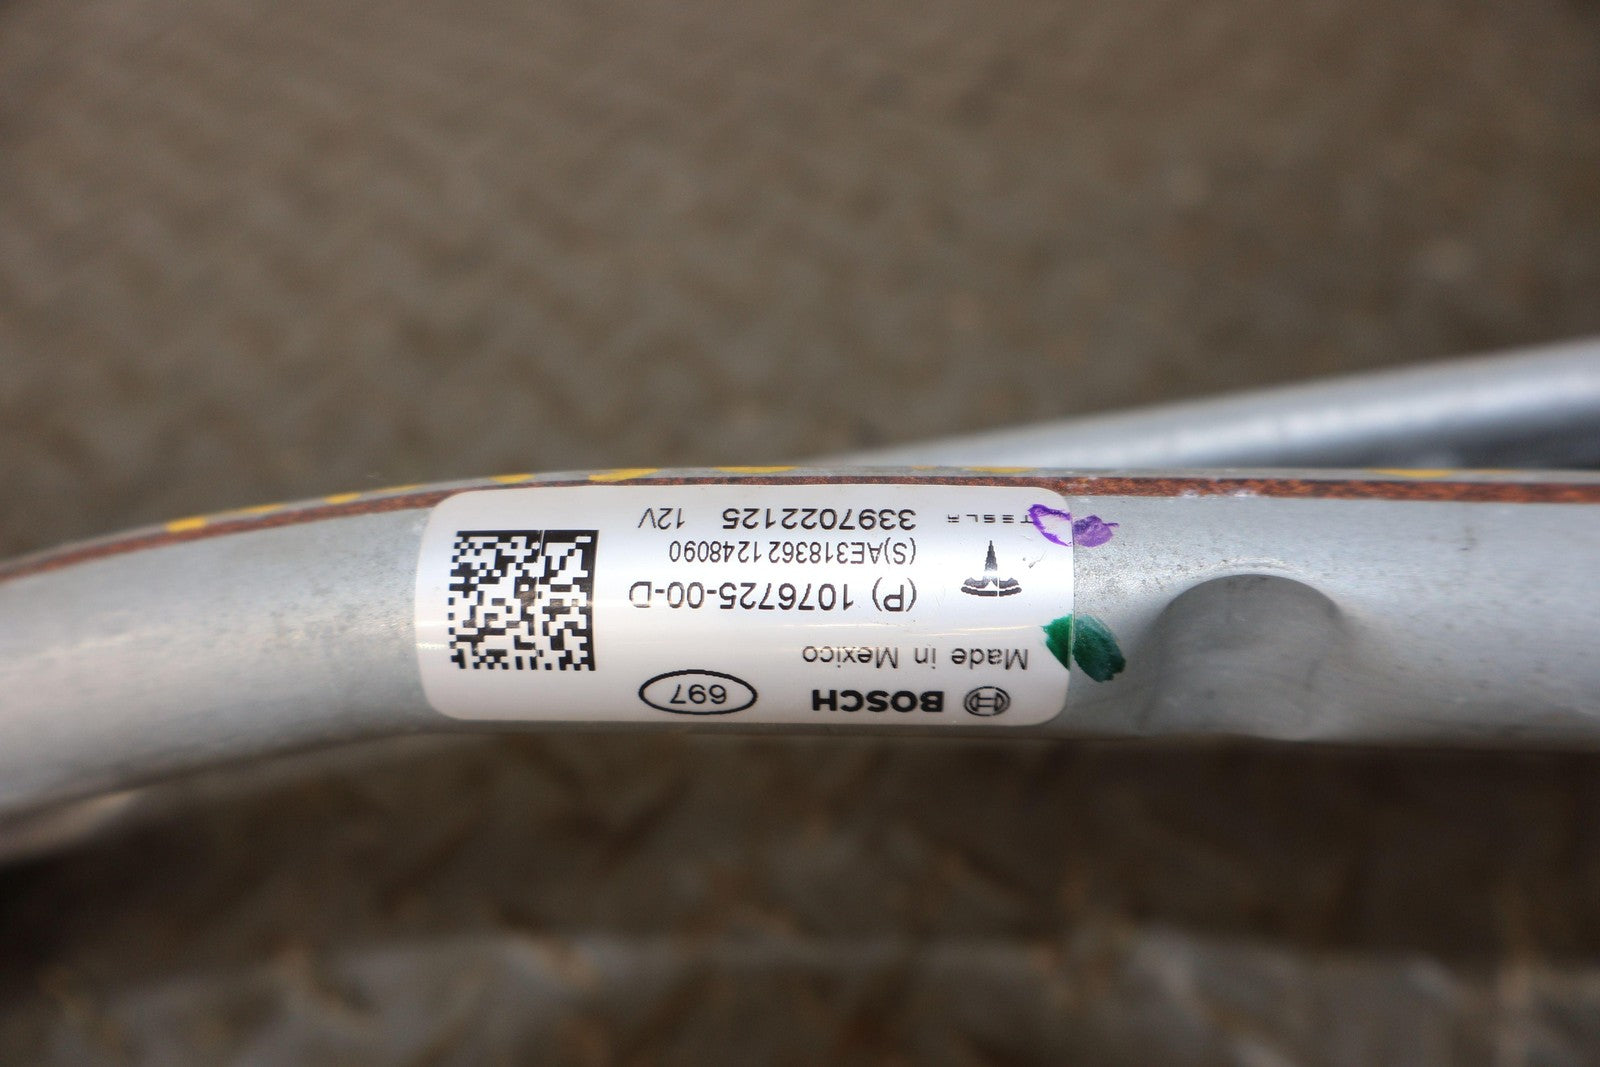 BOSCH 697
Made in Mexico
(P) 1076725-00-D
(S)AE3183621248090
TESLA 3397022125 12V